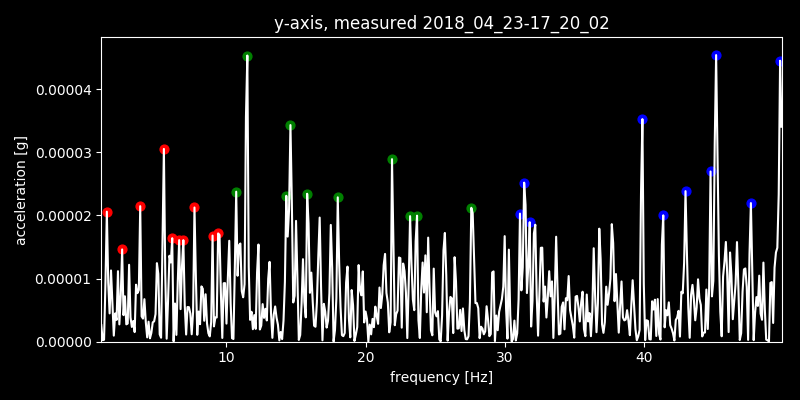 y-axis, measured 2018_04_23-17_20_02
0.00004
0.00003
0.00002
0.00001
0.00000
acceleration [g]
10 20 30 40
frequency [Hz]